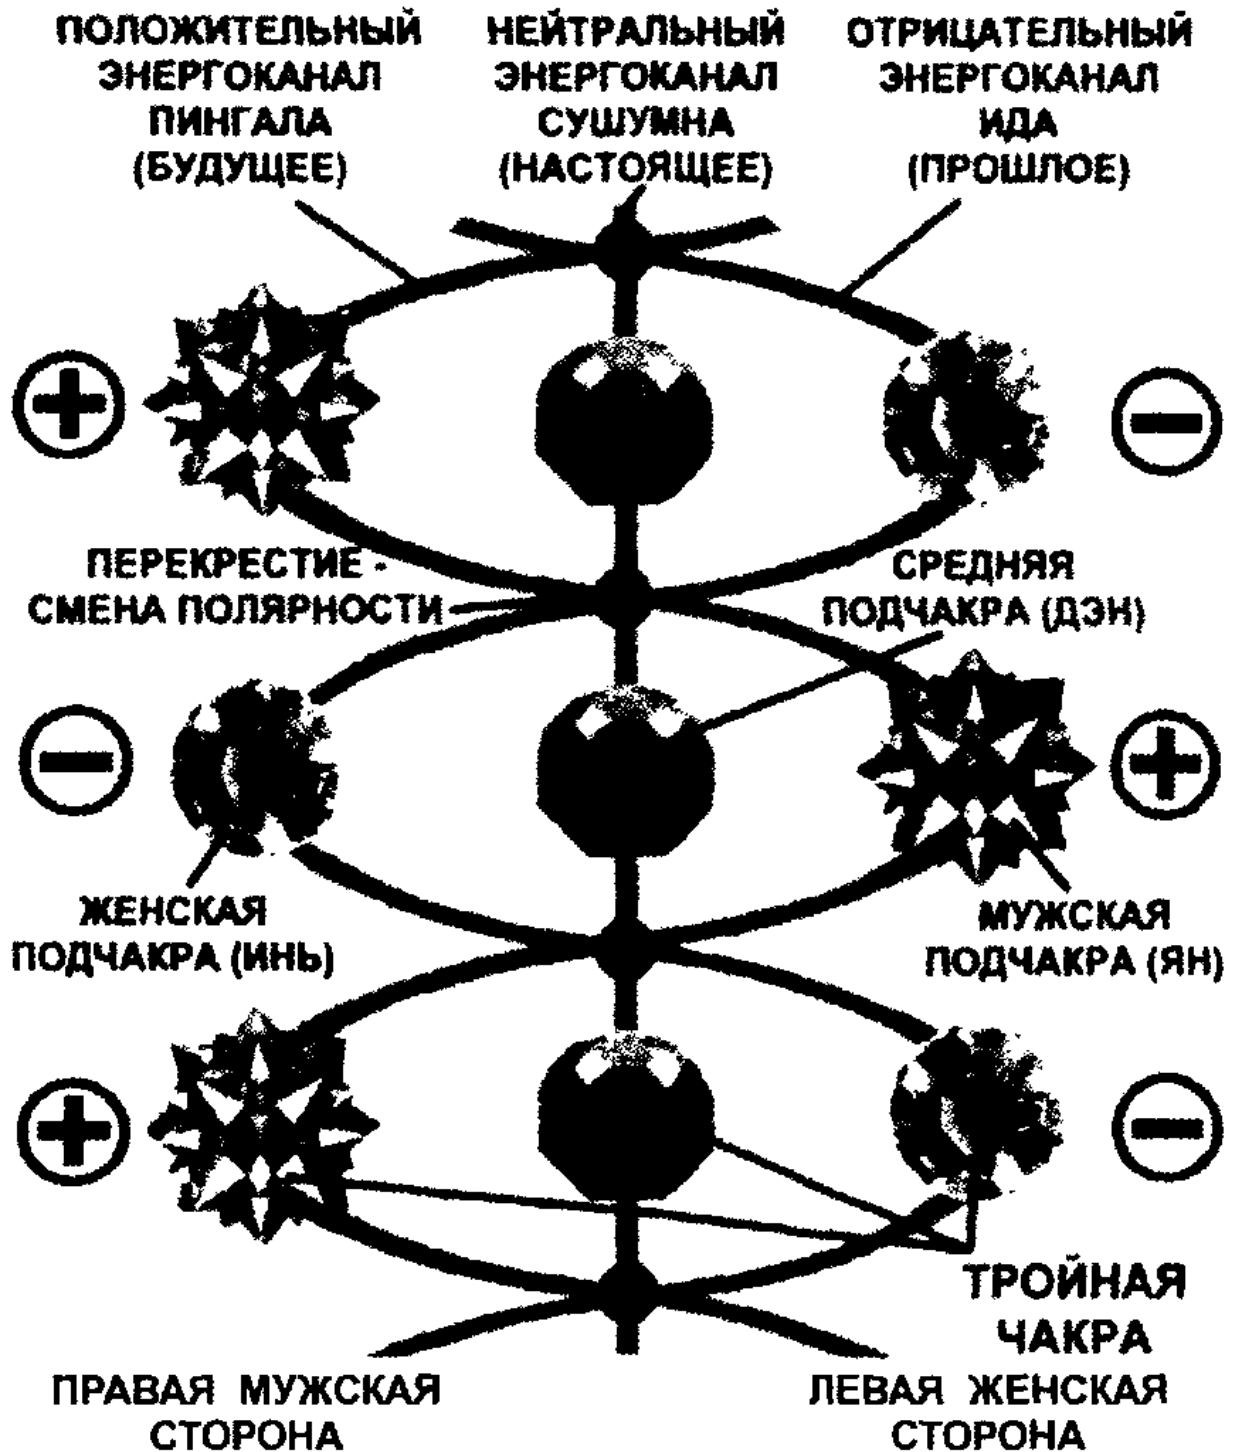 ПОЛОЖИТЕЛЬНЫЙ
ЭНЕРГОКАНАЛ
ПИНГАЛА
(БУДУЩЕЕ)
НЕЙТРАЛЬНЫЙ
ЭНЕРГОКАНАЛ
СУШУМНА
(НАСТОЯЩЕЕ)
ОТРИЦАТЕЛЬНЫЙ
ЭНЕРГОКАНАЛ
ИДА
(ПРОШЛОЕ)
ПЕРЕКРЕСТИЕ -
СМЕНА ПОЛЯРНОСТИ
СРЕДНЯЯ
ПОДЧАКРА (ДЭН)
ЖЕНСКАЯ
ПОДЧАКРА (ИНЬ)
МУЖСКАЯ
ПОДЧАКРА (ЯН)
ТРОЙНАЯ
ЧАКРА
ПРАВАЯ МУЖСКАЯ
СТОРОНА
ЛЕВАЯ ЖЕНСКАЯ
СТОРОНА